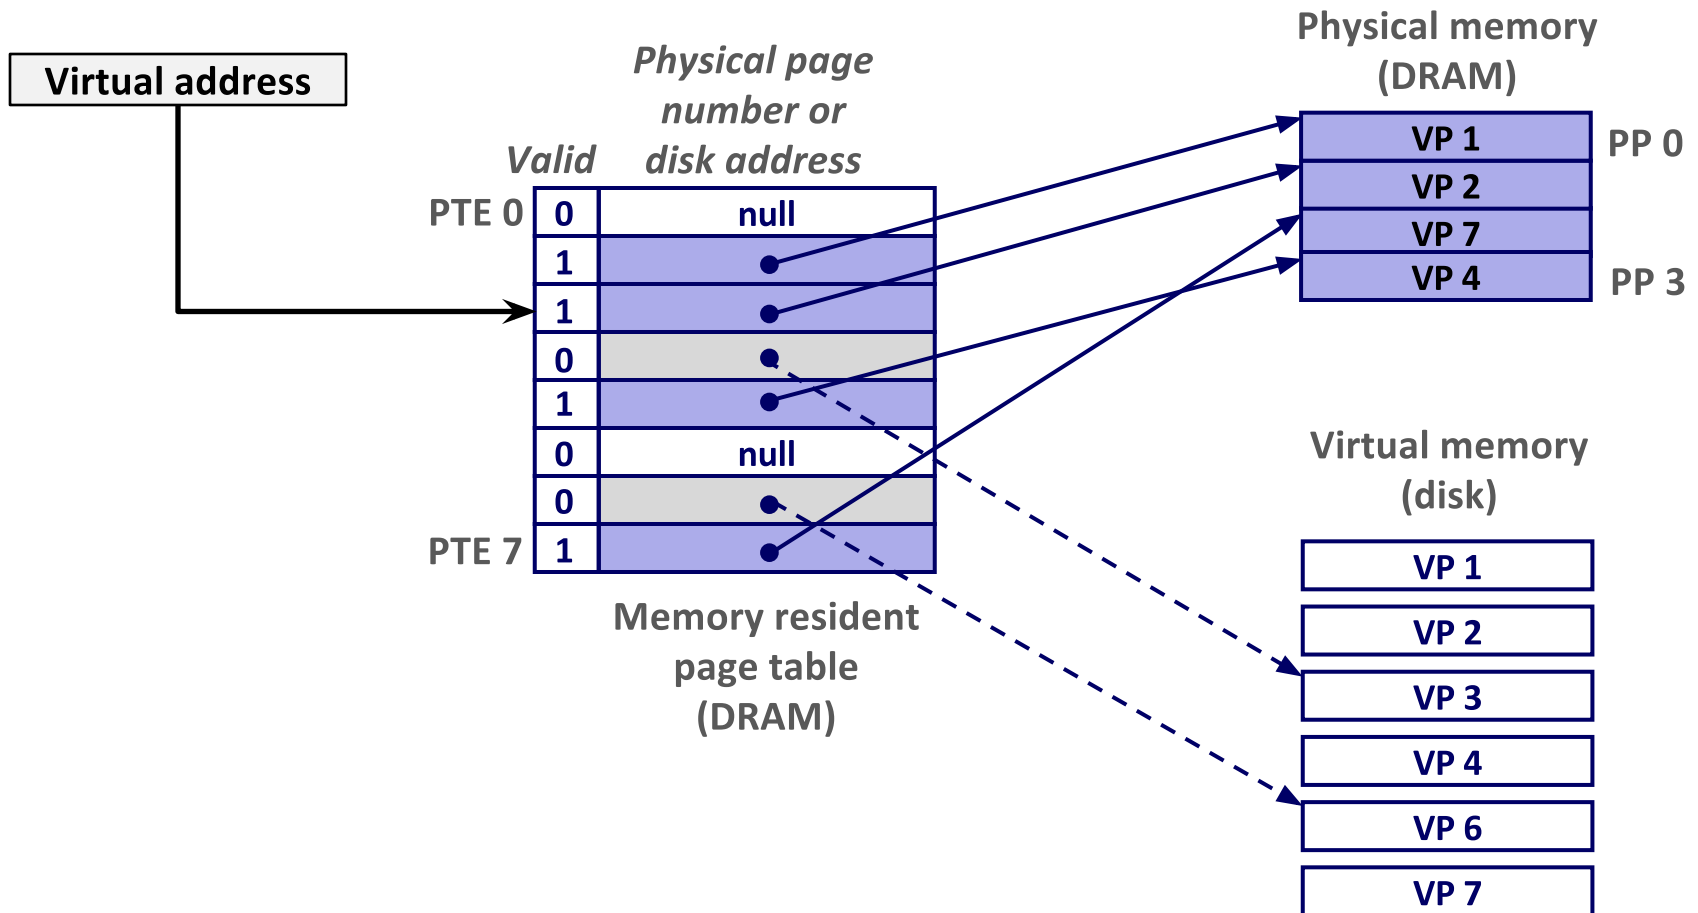 Virtual address
Physical page
number or
disk address
Valid
PTE 0
0
null
1
1
0
1
0
null
0
PTE 7
1
Memory resident
page table
(DRAM)
Physical memory
(DRAM)
VP 1
PP 0
VP 2
VP 7
VP 4
PP 3
Virtual memory
(disk)
VP 1
VP 2
VP 3
VP 4
VP 6
VP 7